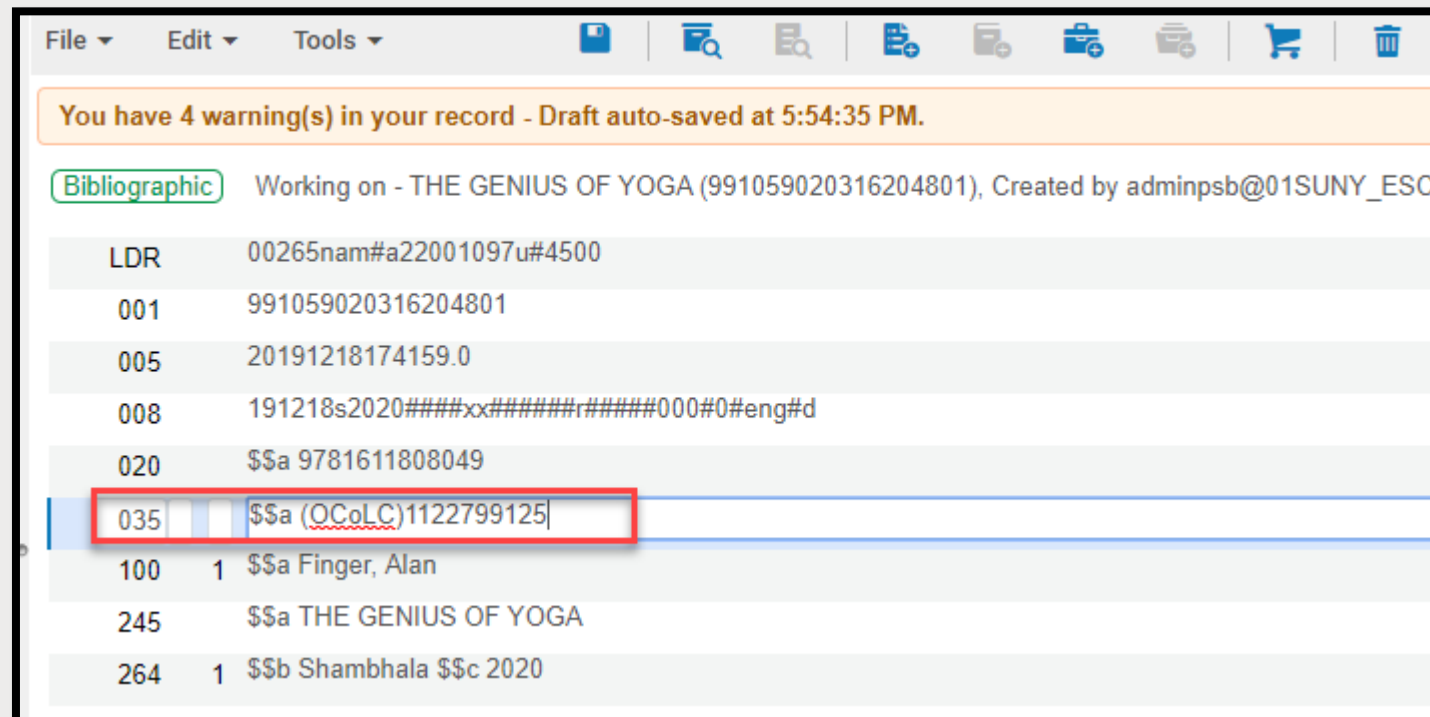 File Edit Tools
You have 4 warning(s) in your record - Draft auto-saved at 5:54:35 PM.
Bibliographic Working on - THE GENIUS OF YOGA (991059020316204801), Created by adminpsb@01SUNY_ESC
LDR 00265nam#a22001097u#4500
001 991059020316204801
005 20191218174159.0
008 191218s2020####xx######r#####000#0#eng#d
020 $$a 9781611808049
035 $$a (OCoLC)1122799125
100 1 $$a Finger, Alan
245 $$a THE GENIUS OF YOGA
264 1 $$b Shambhala $$c 2020